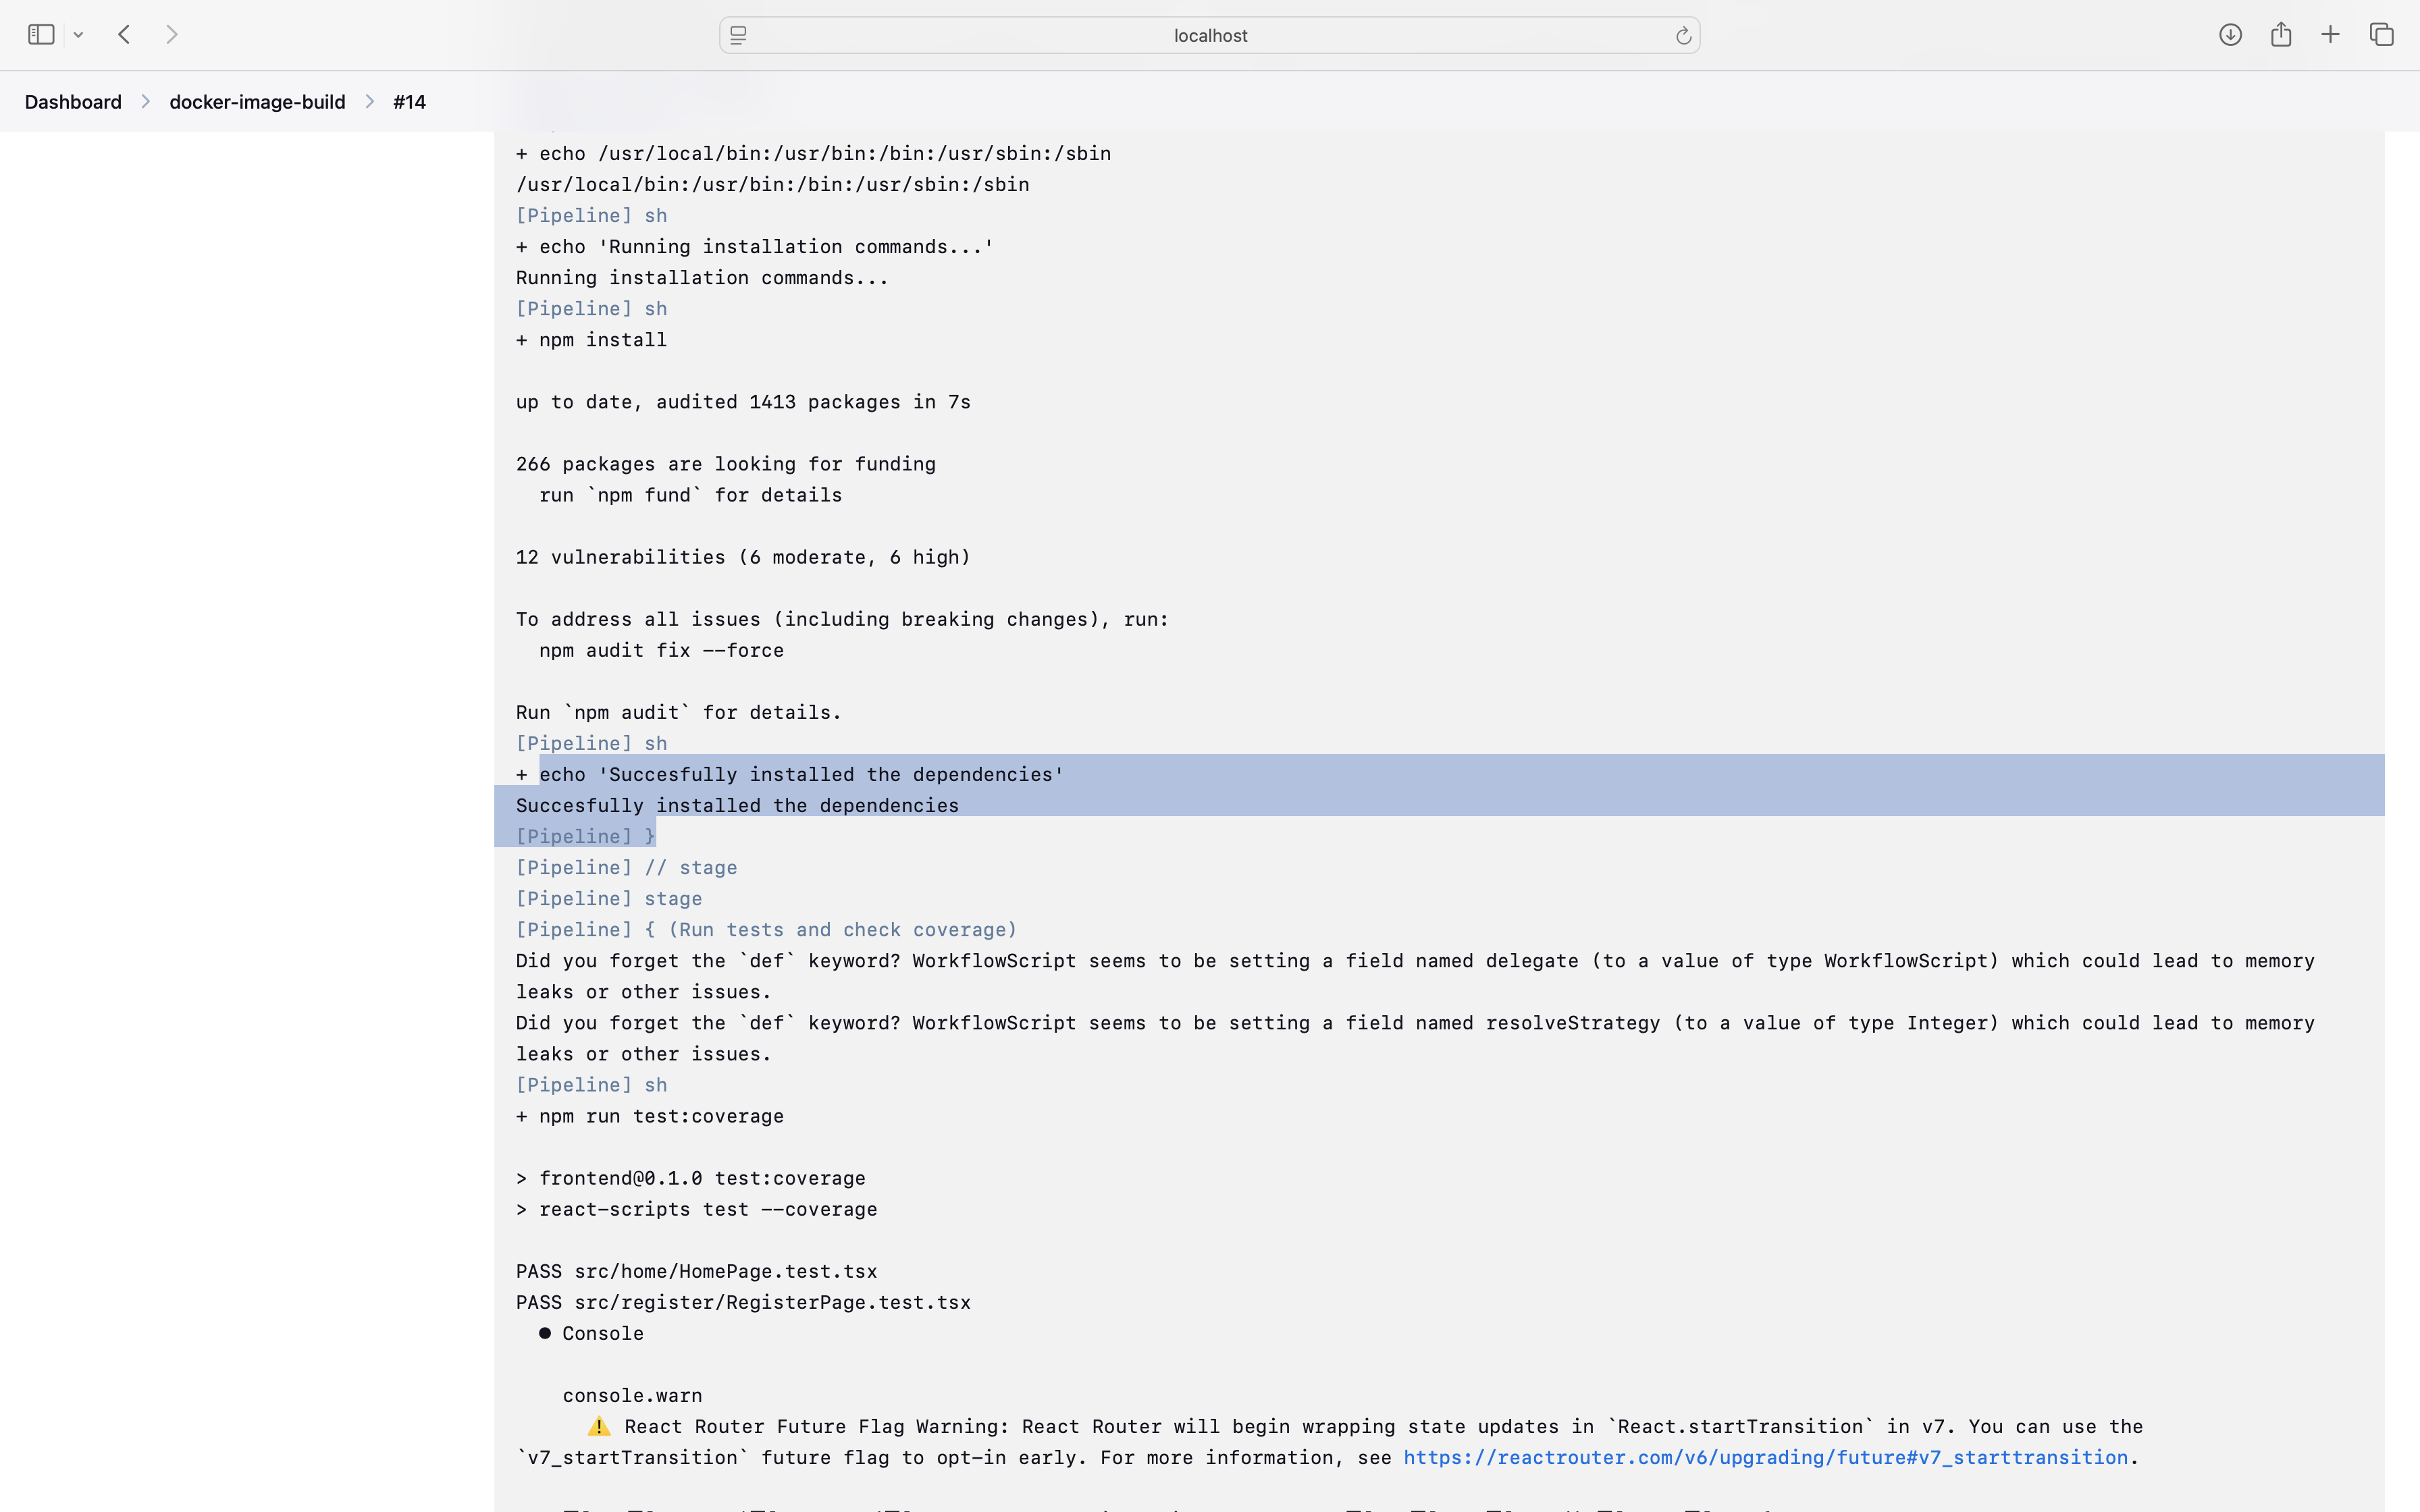 localhost
Dashboard > docker-image-build > #14
+ echo /usr/local/bin:/usr/bin:/bin:/usr/sbin:/sbin
/usr/local/bin:/usr/bin:/bin:/usr/sbin:/sbin
[Pipeline] sh
+ echo 'Running installation commands...'
Running installation commands...
[Pipeline] sh
+ npm install
up to date, audited 1413 packages in 7s
266 packages are looking for funding
run `npm fund` for details
12 vulnerabilities (6 moderate, 6 high)
To address all issues (including breaking changes), run:
npm audit fix --force
Run `npm audit` for details.
[Pipeline] sh
+ echo 'Succesfully installed the dependencies'
Succesfully installed the dependencies
[Pipeline] }
[Pipeline] // stage
[Pipeline] stage
[Pipeline] { (Run tests and check coverage)
Did you forget the `def` keyword? WorkflowScript seems to be setting a field named delegate (to a value of type WorkflowScript) which could lead to memory
leaks or other issues.
Did you forget the `def` keyword? WorkflowScript seems to be setting a field named resolveStrategy (to a value of type Integer) which could lead to memory
leaks or other issues.
[Pipeline] sh
+ npm run test:coverage
> frontend@0.1.0 test:coverage
> react-scripts test --coverage
PASS src/home/HomePage.test.tsx
PASS src/register/RegisterPage.test.tsx
● Console
console.warn
⚠️ React Router Future Flag Warning: React Router will begin wrapping state updates in `React.startTransition` in v7. You can use the
`v7_startTransition` future flag to opt-in early. For more information, see https://reactrouter.com/v6/upgrading/future#v7_starttransition.